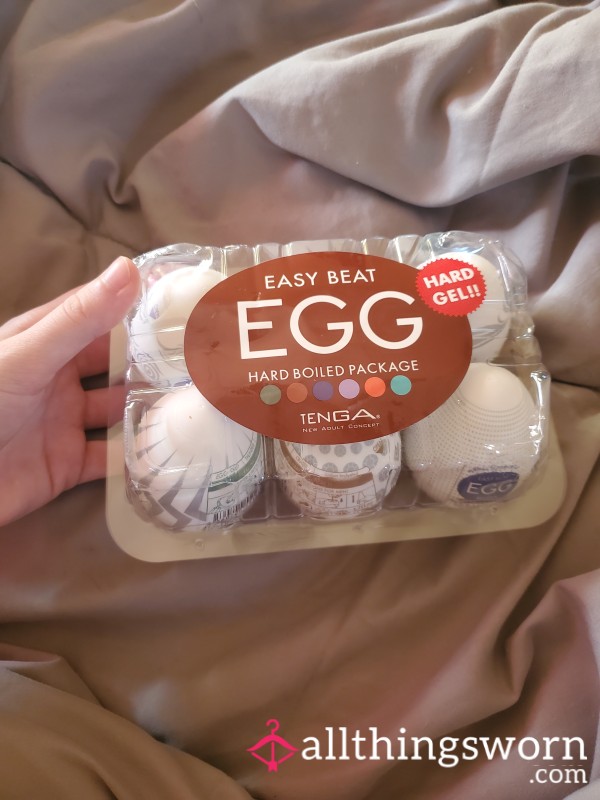 EASY BEAT
EGG
HARD BOILED PACKAGE
TENGA®
NEW ADULT CONCEPT
HARD
GEL!!
EGG
allthingsworn
.com